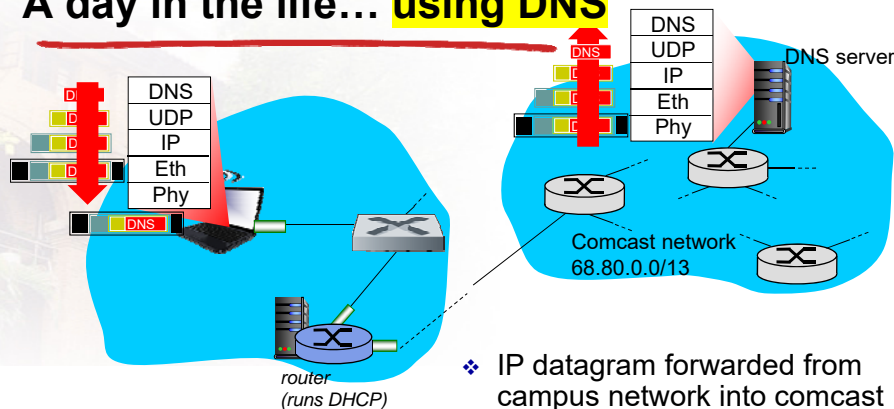 A day in the life… using DNS
DNS
UDP
IP
Eth
Phy
DNS
DNS
UDP
IP
Eth
Phy
DNS
DNS server
Comcast network
68.80.0.0/13
router
(runs DHCP)
❖ IP datagram forwarded from
campus network into comcast